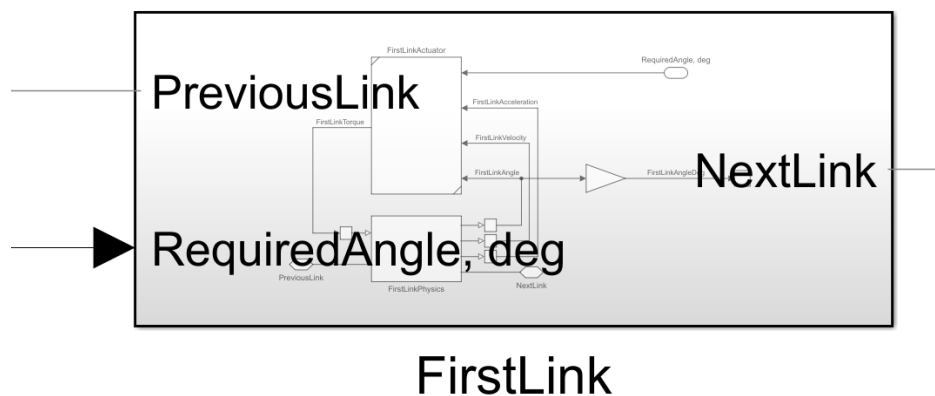 FirstLinkActuator
RequiredAngle, deg
PreviousLink
FirstLinkAcceleration
FirstLinkTorque
FirstLinkVelocity
FirstLinkAngle
NextLink
RequiredAngle, deg
PreviousLink
NextLink
FirstLinkPhysics
FirstLink